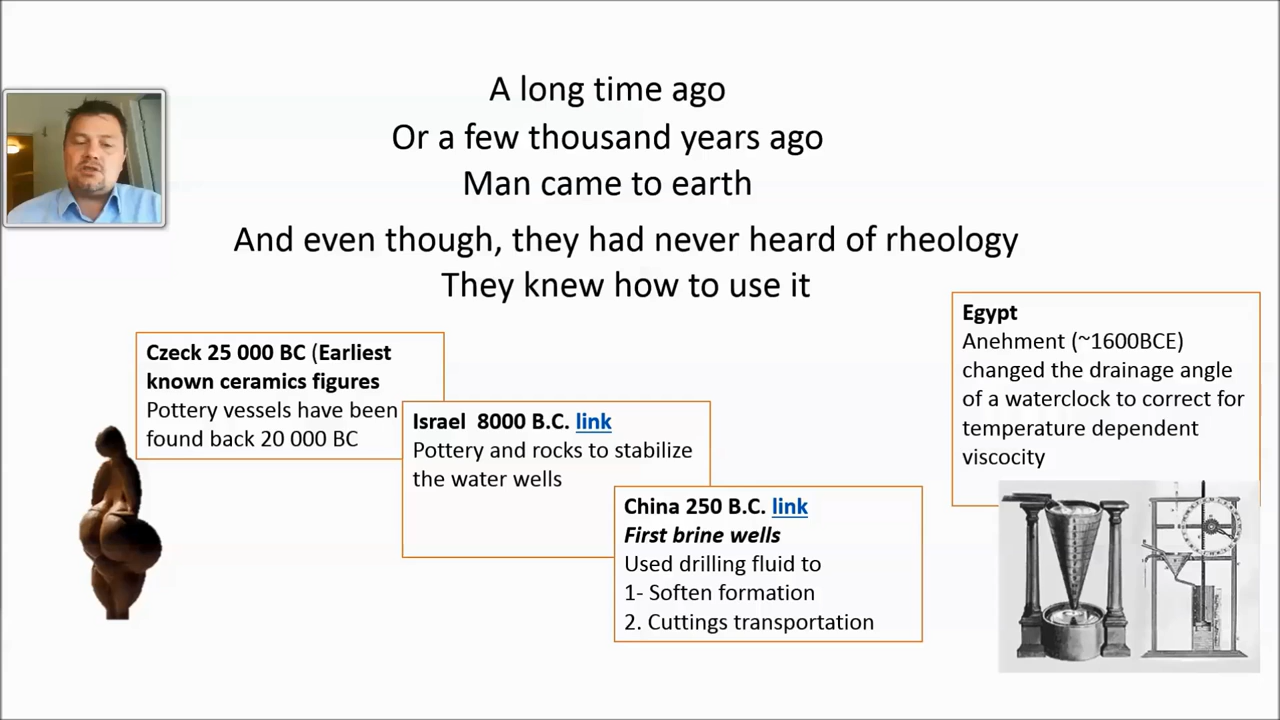 A long time ago
Or a few thousand years ago
Man came to earth
And even though, they had never heard of rheology
They knew how to use it
Czeck 25 000 BC (Earliest
known ceramics figures
Pottery vessels have been
found back 20 000 BC
Israel 8000 B.C. link
Pottery and rocks to stabilize
the water wells
China 250 B.C. link
First brine wells
Used drilling fluid to
1- Soften formation
2. Cuttings transportation
Egypt
Anehment (~1600BCE)
changed the drainage angle
of a waterclock to correct for
temperature dependent
viscocity